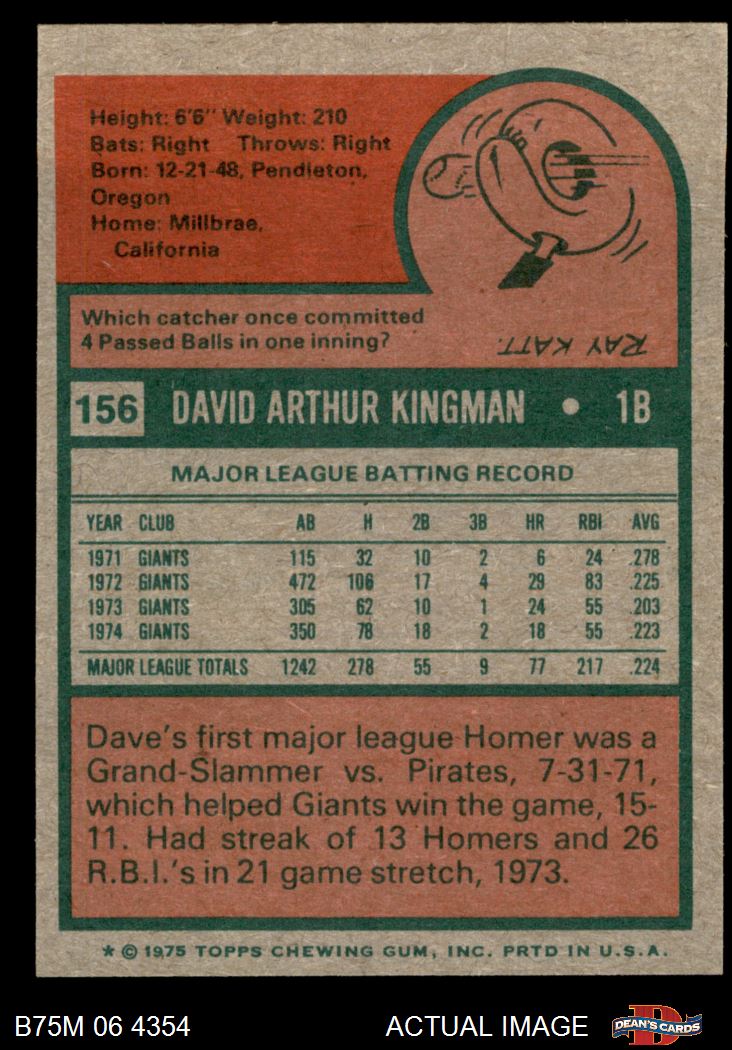 Height: 6'6" Weight: 210
Bats: Right Throws: Right
Born: 12-21-48, Pendleton,
Oregon
Home: Millbrae,
California
Which catcher once committed
4 Passed Balls in one inning?
RAY KATT.
156 DAVID ARTHUR KINGMAN • 1B
MAJOR LEAGUE BATTING RECORD
YEAR CLUB AB H 2B 3B HR RBI AVG
1971 GIANTS 115 32 10 2 6 24 .278
1972 GIANTS 472 106 17 4 29 83 .225
1973 GIANTS 305 62 10 1 24 55 .203
1974 GIANTS 350 78 18 2 18 55 .223
MAJOR LEAGUE TOTALS 1242 278 55 9 77 217 .224
Dave's first major league Homer was a
Grand-Slammer vs. Pirates, 7-31-71,
which helped Giants win the game, 15-
11. Had streak of 13 Homers and 26
R.B.I.'s in 21 game stretch, 1973.
* © 1975 TOPPS CHEWING GUM, INC. PRTD IN U.S.A.
B75M 06 4354 ACTUAL IMAGE D DEAN'S CARDS